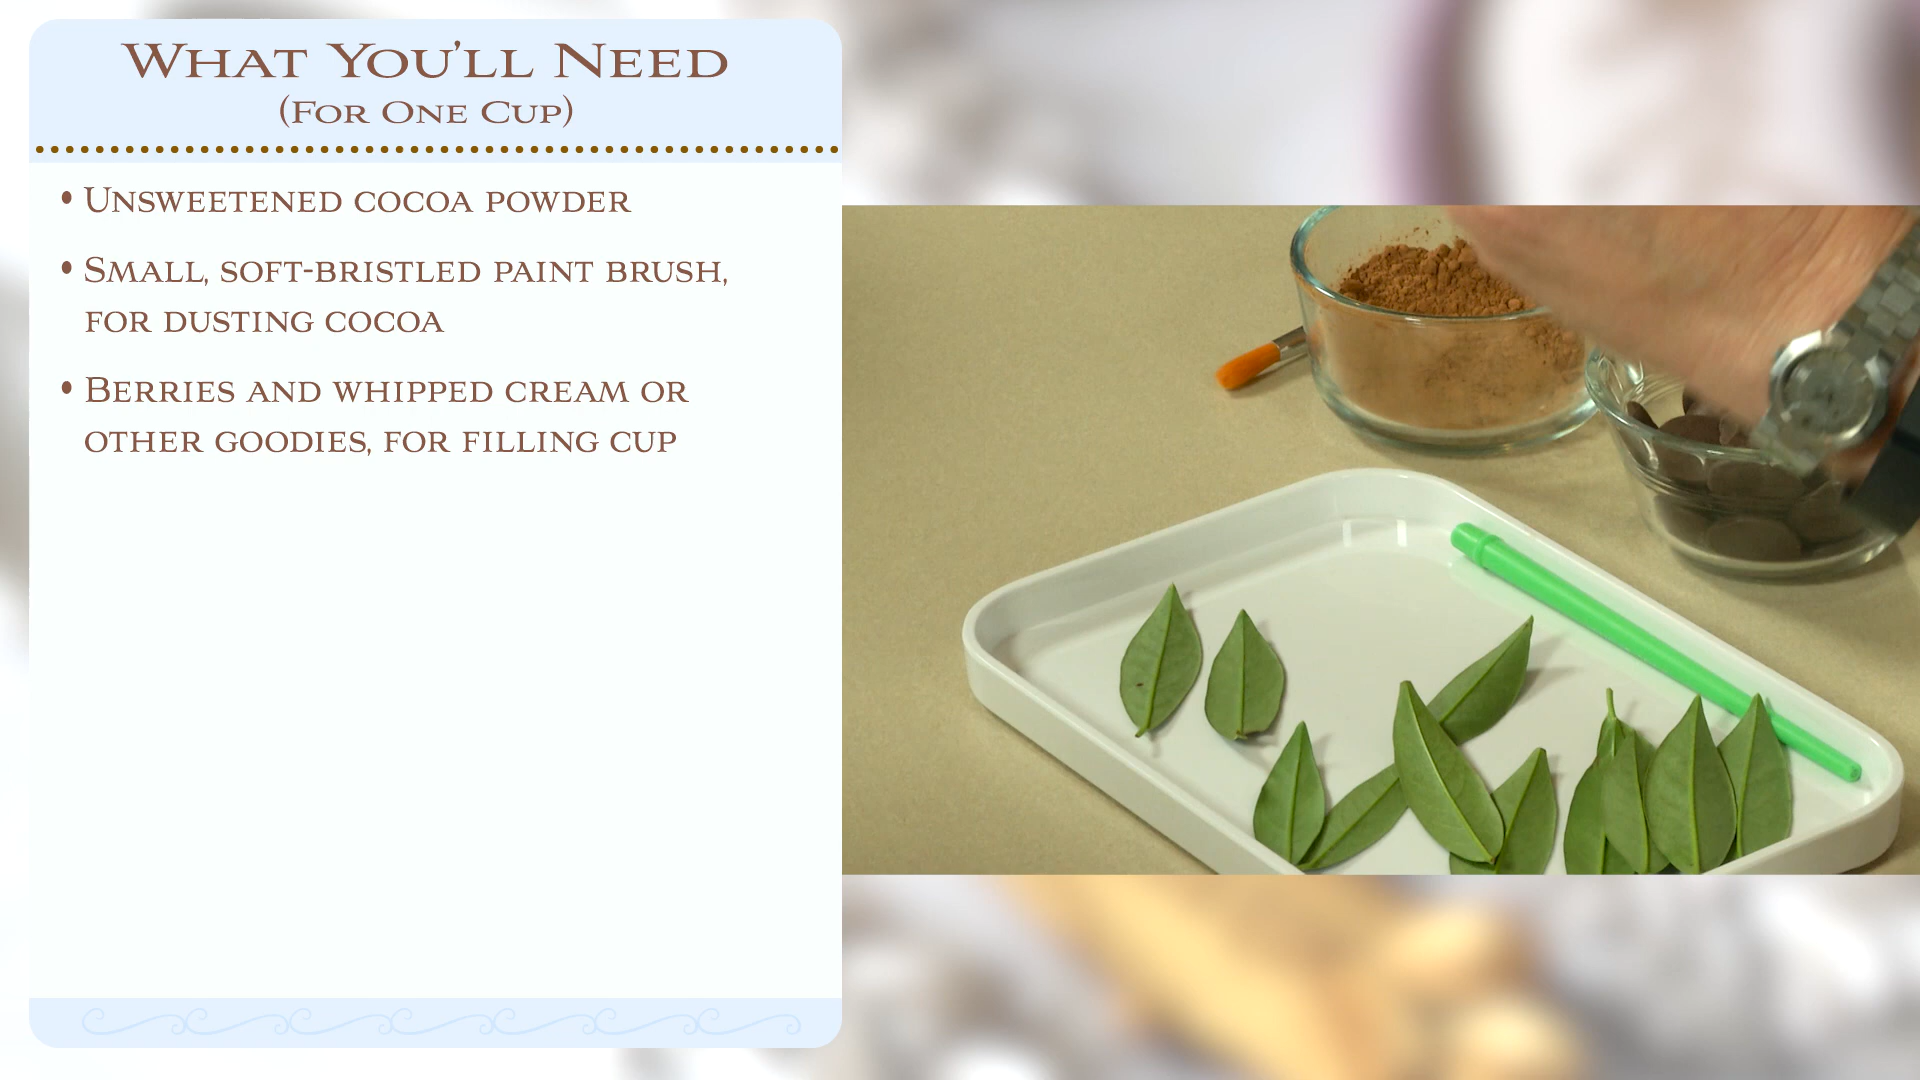 What You'll Need
(For One Cup)
• Unsweetened cocoa powder
• Small, soft-bristled paint brush,
for dusting cocoa
• Berries and whipped cream or
other goodies, for filling cup